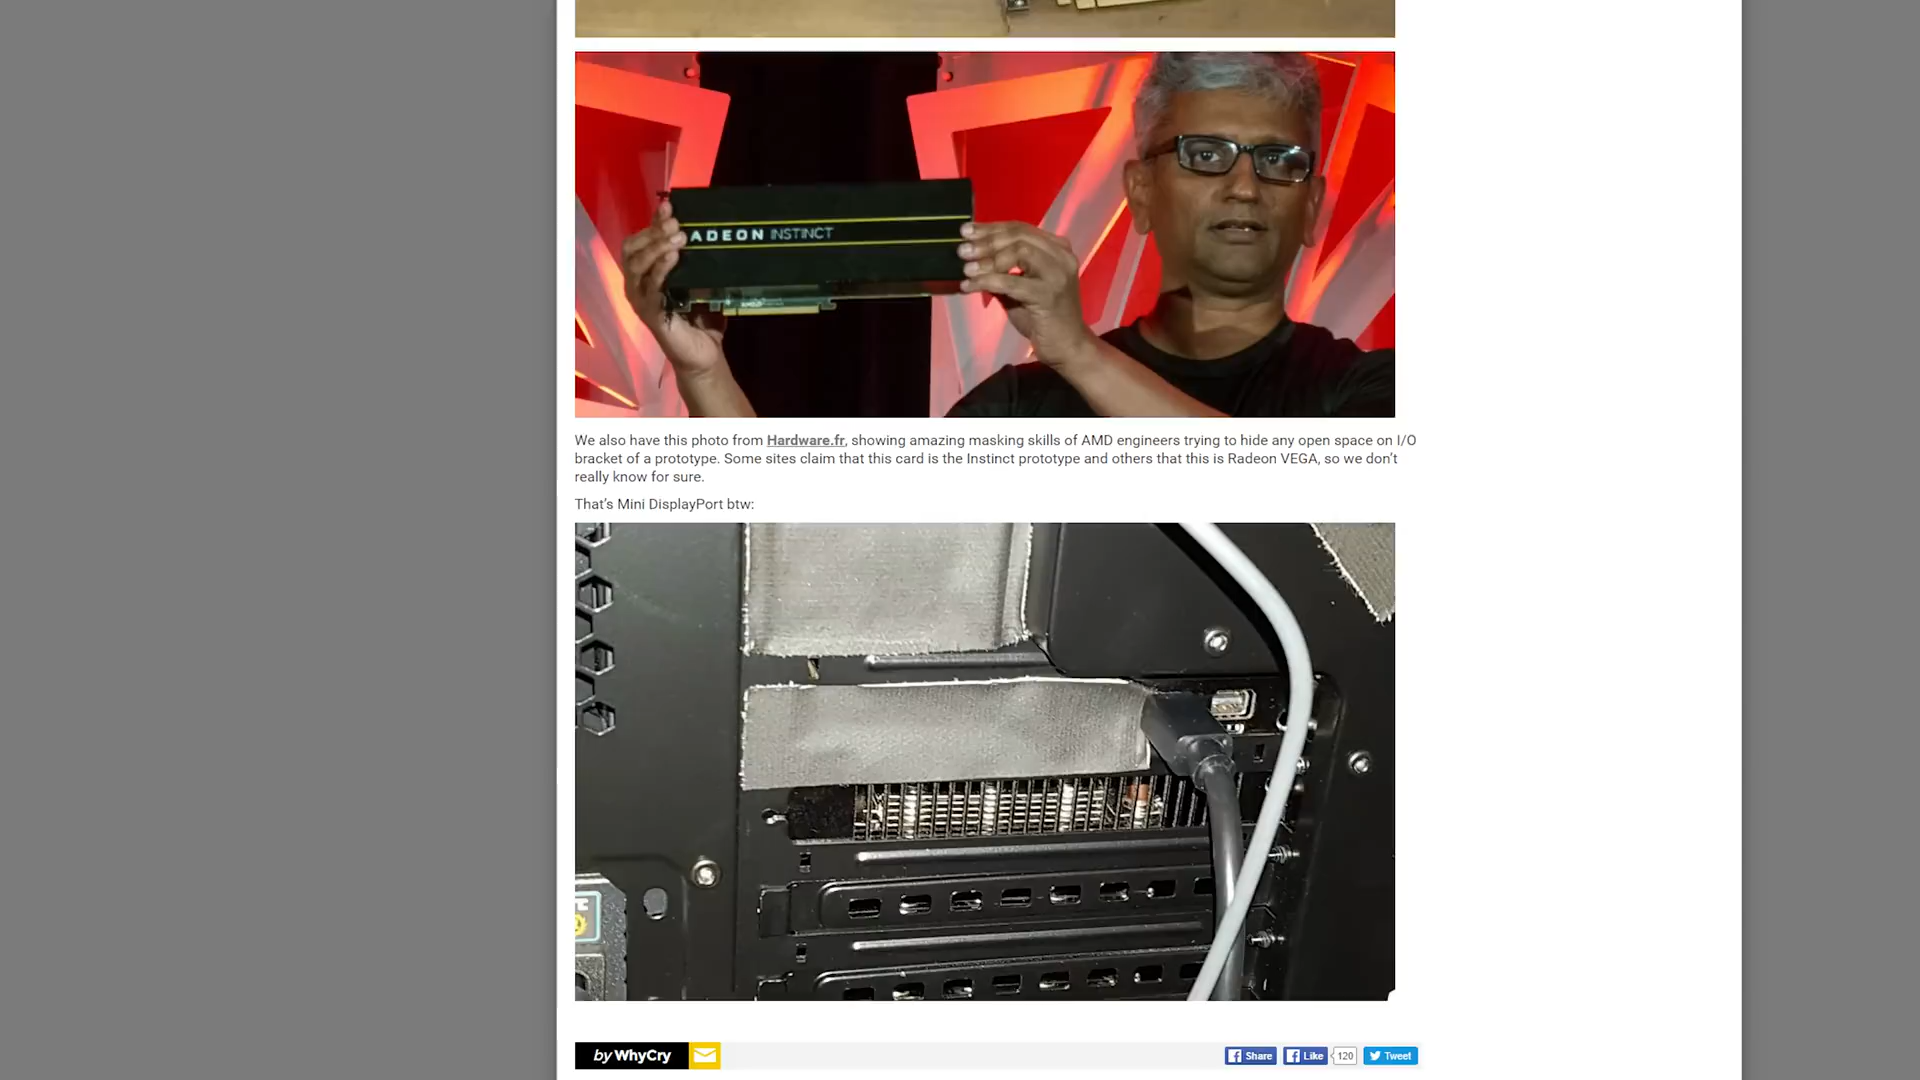 ADEON INSTINCT
We also have this photo from Hardware.fr, showing amazing masking skills of AMD engineers trying to hide any open space on I/O
bracket of a prototype. Some sites claim that this card is the Instinct prototype and others that this is Radeon VEGA, so we don’t
really know for sure.
That’s Mini DisplayPort btw:
by WhyCry
Share
Like
120
Tweet